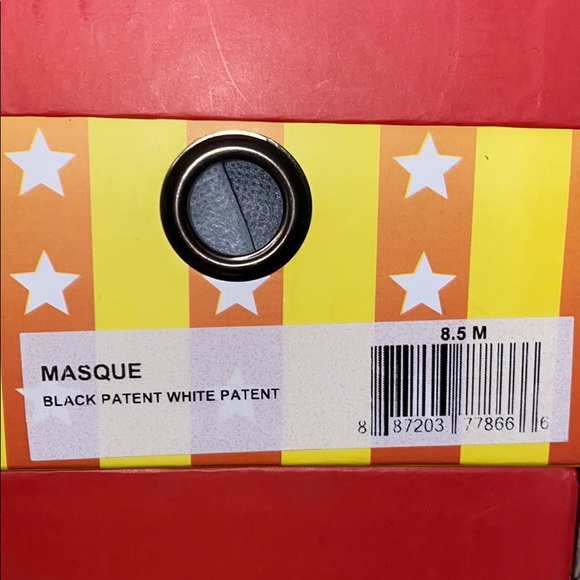 8.5 M
MASQUE
BLACK PATENT WHITE PATENT
8 87203 77866 6